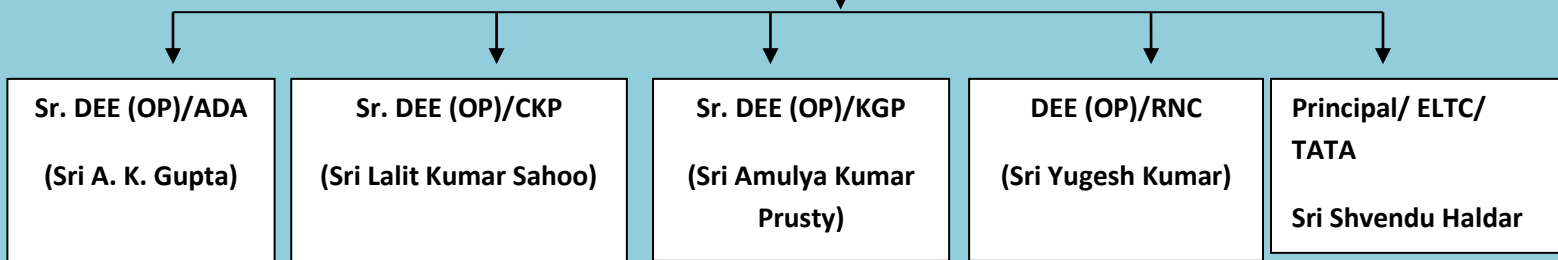 Sr. DEE (OP)/ADA
(Sri A. K. Gupta)
Sr. DEE (OP)/CKP
(Sri Lalit Kumar Sahoo)
Sr. DEE (OP)/KGP
(Sri Amulya Kumar
Prusty)
DEE (OP)/RNC
(Sri Yugesh Kumar)
Principal/ ELTC/
TATA
Sri Shvendu Haldar